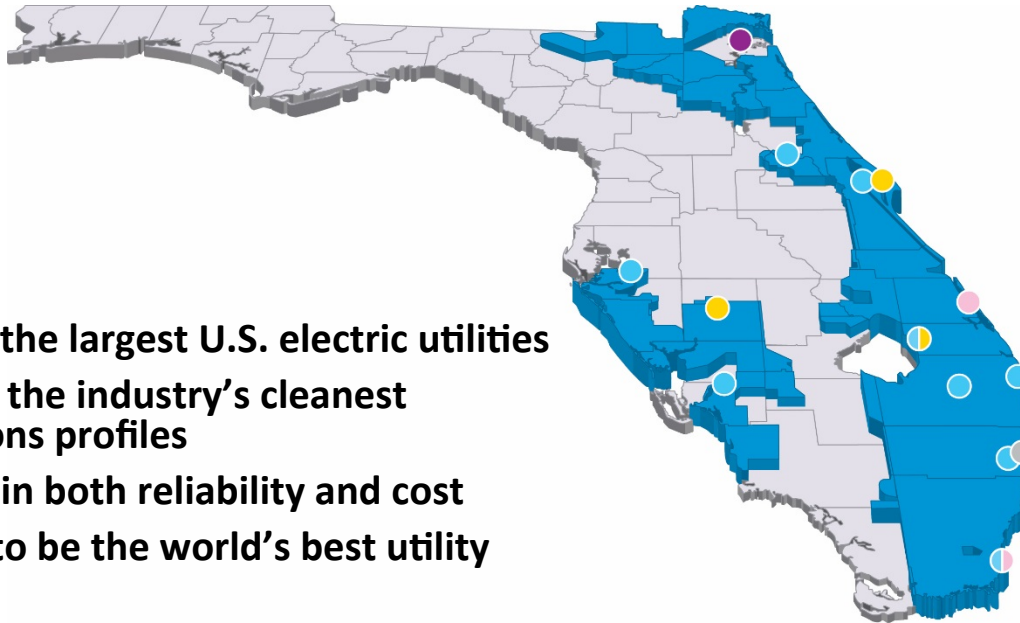 the largest U.S. electric utilities
the industry’s cleanest
ons profiles
in both reliability and cost
to be the world’s best utility